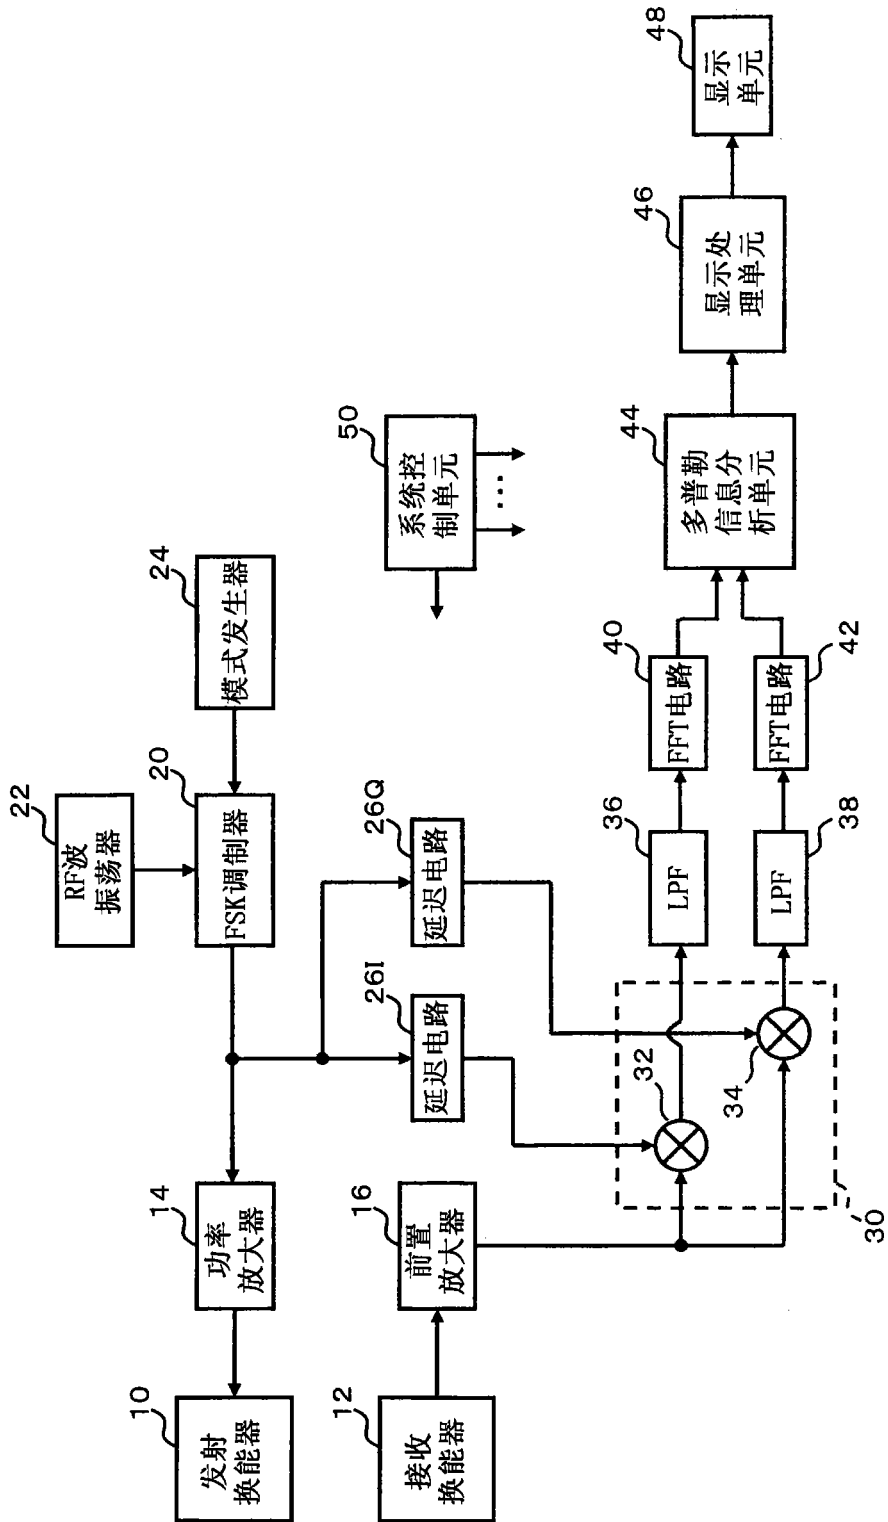 10
发射
换能器
14
功率
放大器
20
FSK调制器
22
RF波
振荡器
24
模式发生器
12
接收
换能器
16
前置
放大器
26I
延迟电路
26Q
延迟电路
50
系统控
制单元
...
30
32
34
36
LPF
38
LPF
40
FFT电路
42
FFT电路
44
多普勒
信息分
析单元
46
显示处
理单元
48
显示
单元